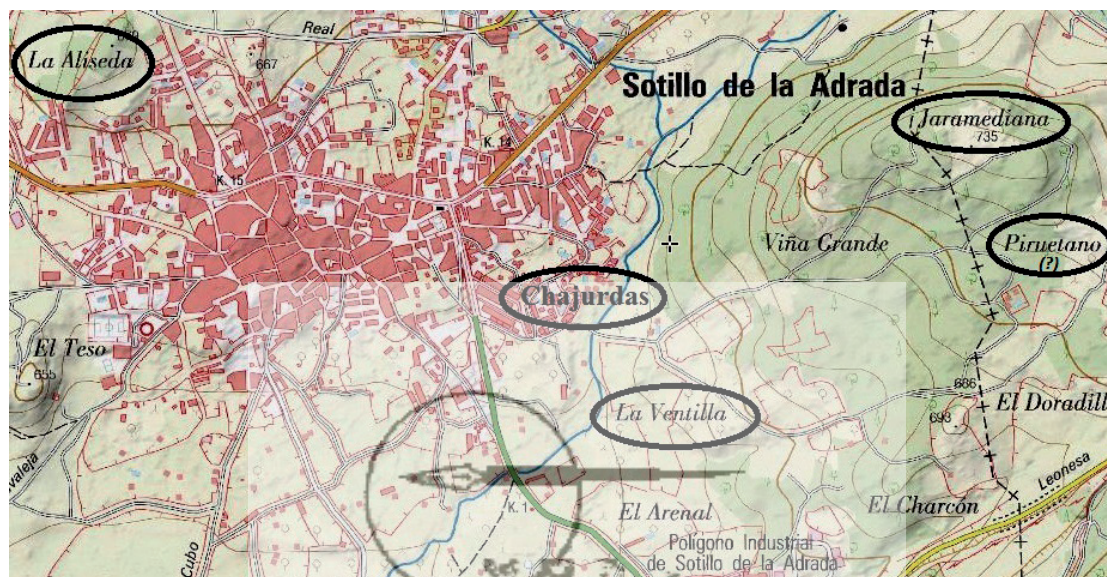 Real
La Aliseda
667
Sotillo de la Adrada
Jaramediana
735
K. 14
K. 15
Viña Grande
Piruetano
(?)
Chajurdas
El Teso
655
La Ventilla
686
El Doradill
693
valeja
Cubo
K. 1
El Arenal
El Charcón
Leonesa
Polígono Industrial
de Sotillo de la Adrada